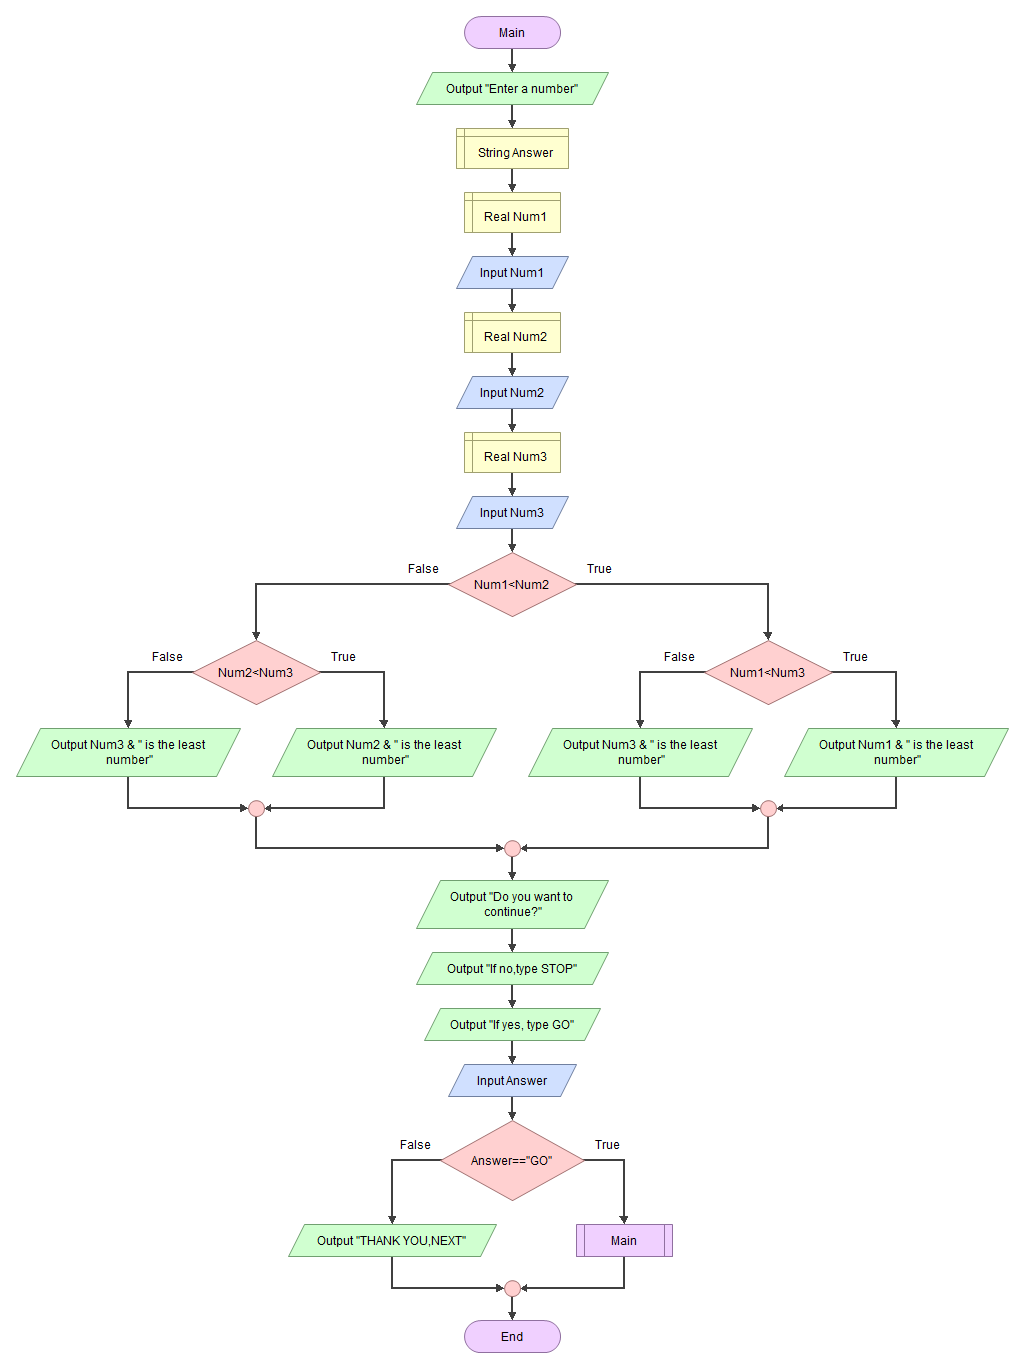 Main
Output "Enter a number"
String Answer
Real Num1
Input Num1
Real Num2
Input Num2
Real Num3
Input Num3
False
True
Num1<Num2
False
True
False
True
Num2<Num3
Num1<Num3
Output Num3 & " is the least
number"
Output Num2 & " is the least
number"
Output Num3 & " is the least
number"
Output Num1 & " is the least
number"
Output "Do you want to
continue?"
Output "If no,type STOP"
Output "If yes, type GO"
Input Answer
False
True
Answer=="GO"
Output "THANK YOU,NEXT"
Main
End